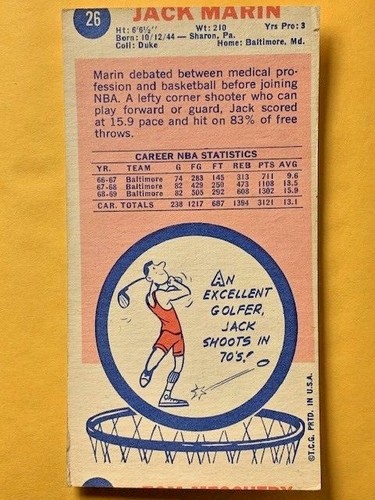 26
JACK MARIN
Ht: 6'6½" Wt: 210 Yrs Pro: 3
Born: 10/12/44 — Sharon, Pa.
Coll: Duke Home: Baltimore, Md.
Marin debated between medical pro-
fession and basketball before joining
NBA. A lefty corner shooter who can
play forward or guard, Jack scored
at 15.9 pace and hit on 83% of free
throws.
CAREER NBA STATISTICS
YR. TEAM G FG FT REB PTS AVG
66-67 Baltimore 74 283 145 313 711 9.6
67-68 Baltimore 82 429 250 473 1108 13.5
68-69 Baltimore 82 505 292 608 1302 15.9
CAR. TOTALS 238 1217 687 1394 3121 13.1
AN
EXCELLENT
GOLFER,
JACK
SHOOTS IN
70'S!
©T.C.G. PRTD. IN U.S.A.